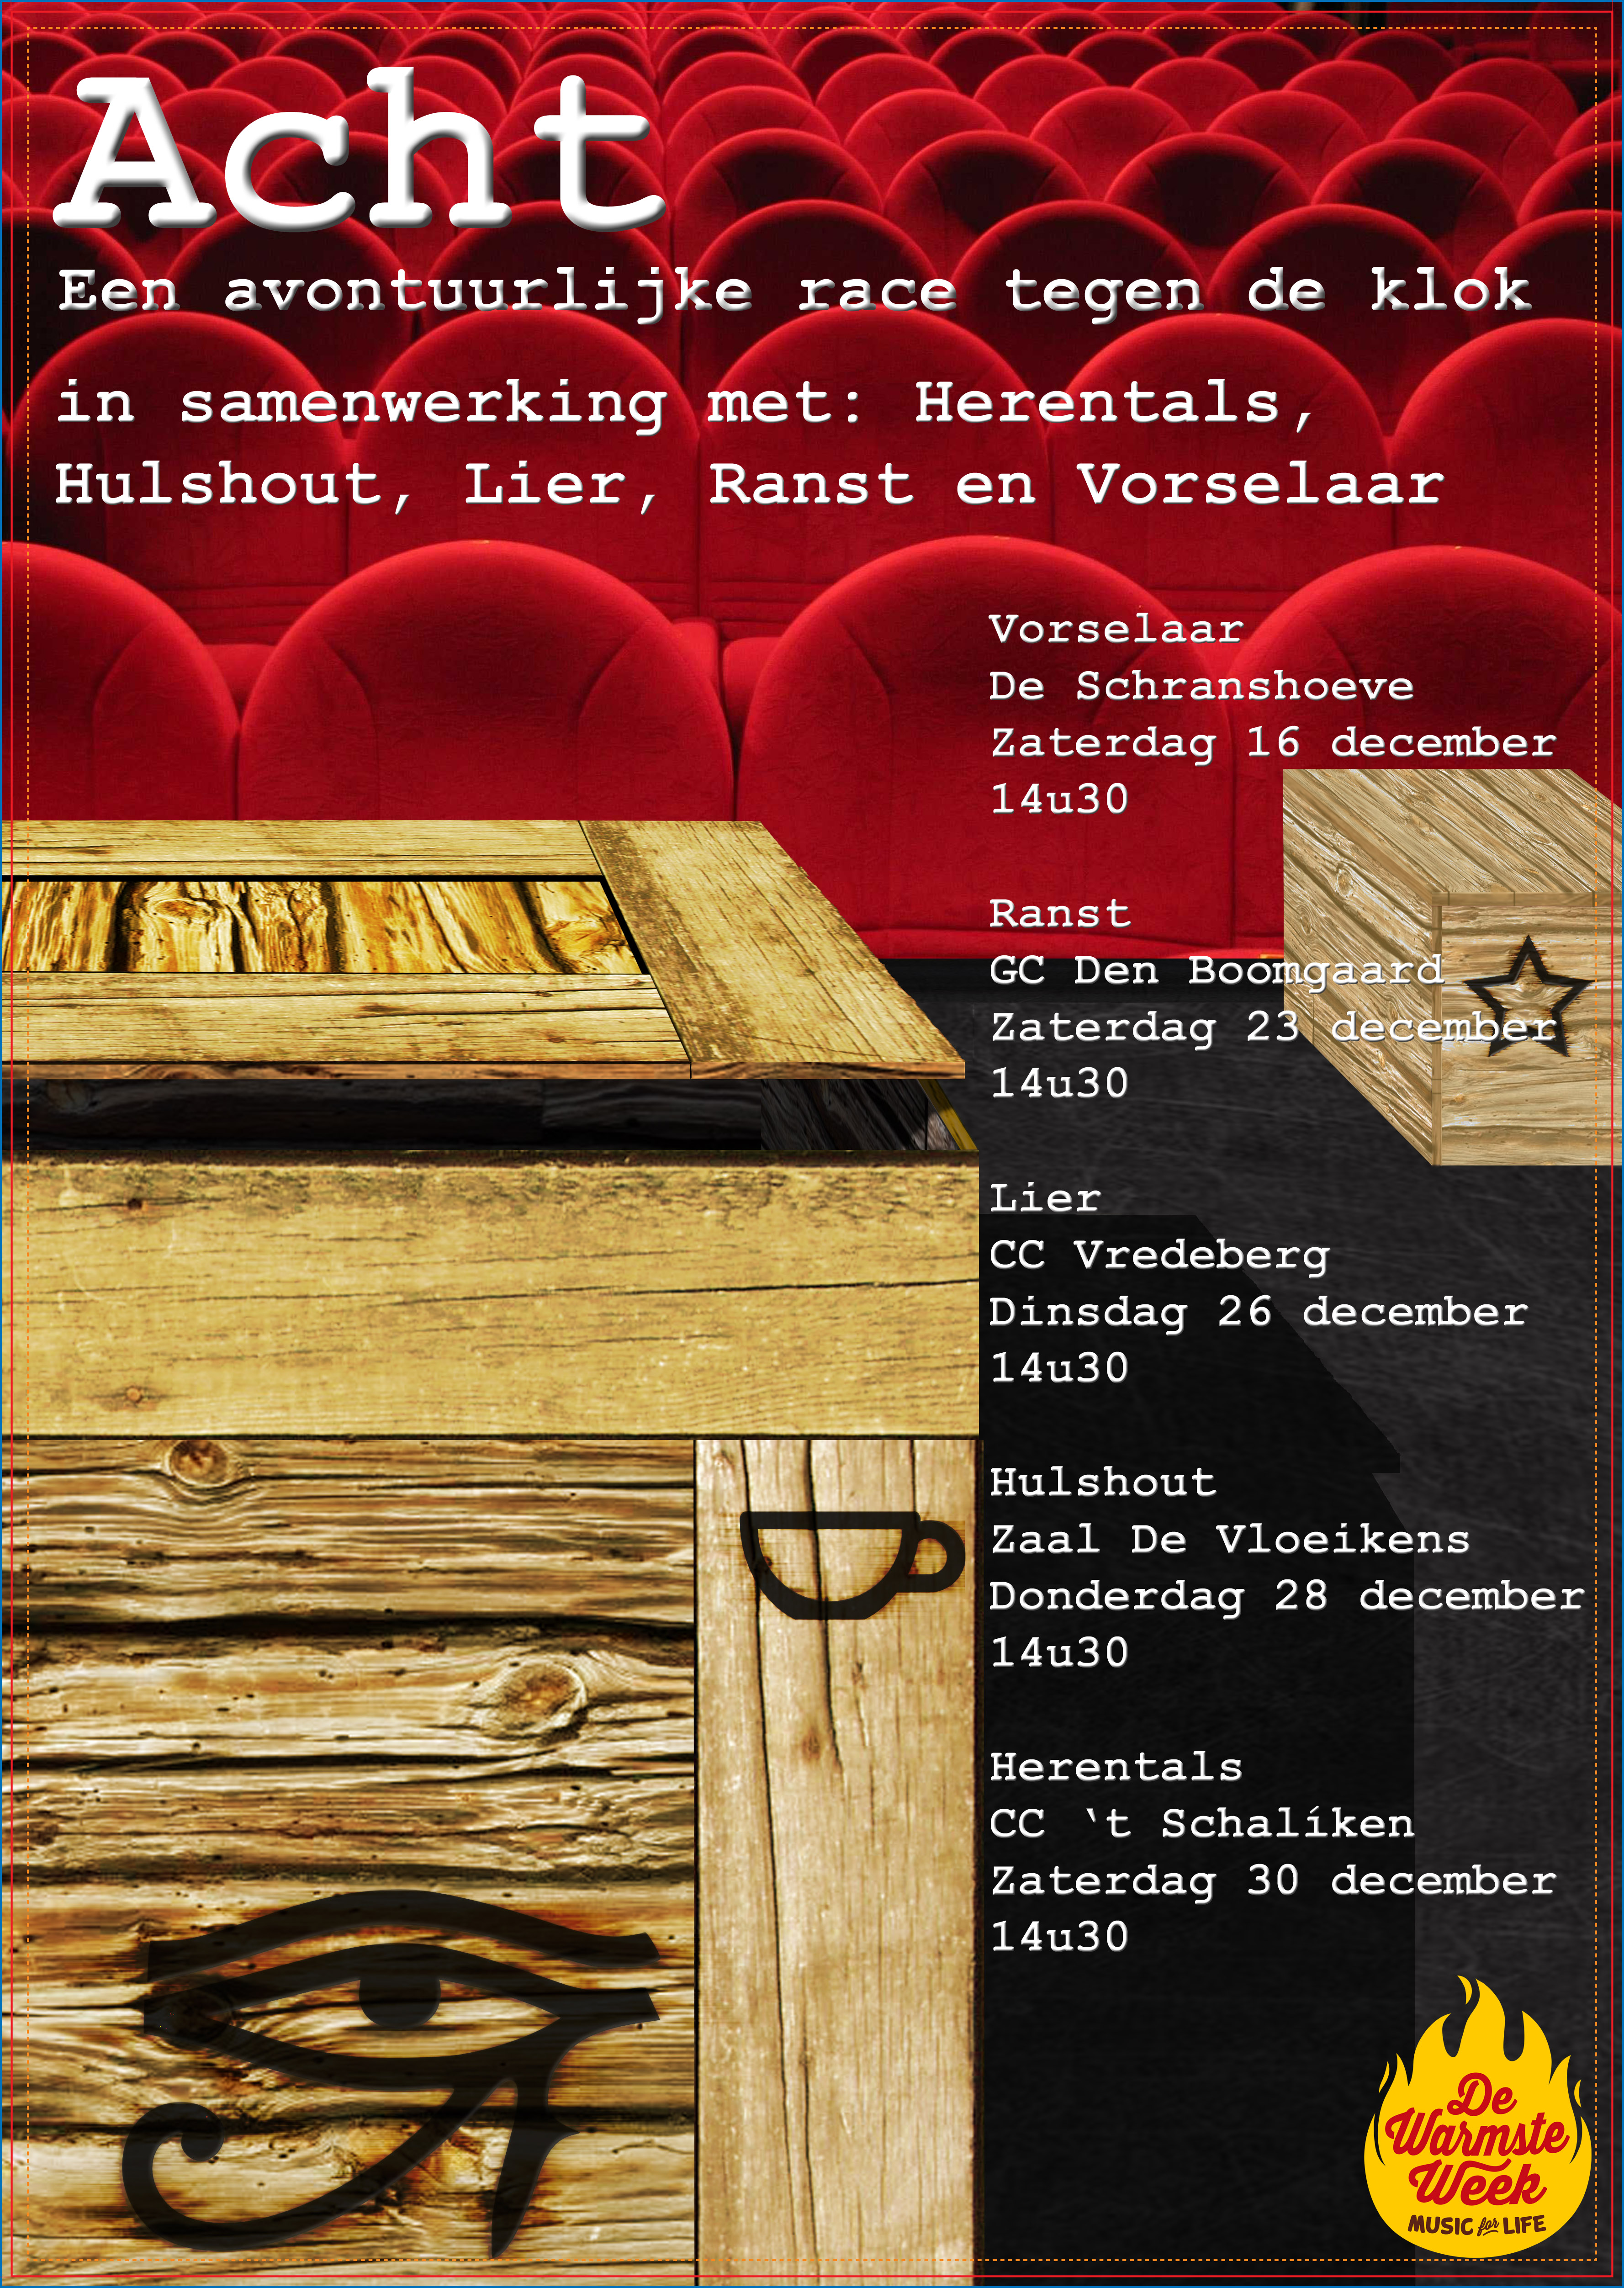 Acht
Een avontuurlijke race tegen de klok
in samenwerking met: Herentals,
Hulshout, Lier, Ranst en Vorselaar
Vorselaar
De Schranshoeve
Zaterdag 16 december
14u30
Ranst
GC Den Boomgaard
Zaterdag 23 december
14u30
Lier
CC Vredeberg
Dinsdag 26 december
14u30
Hulshout
Zaal De Vloeikens
Donderdag 28 december
14u30
Herentals
CC ‘t Schalíken
Zaterdag 30 december
14u30
De
Warmste
Week
MUSIC for LIFE